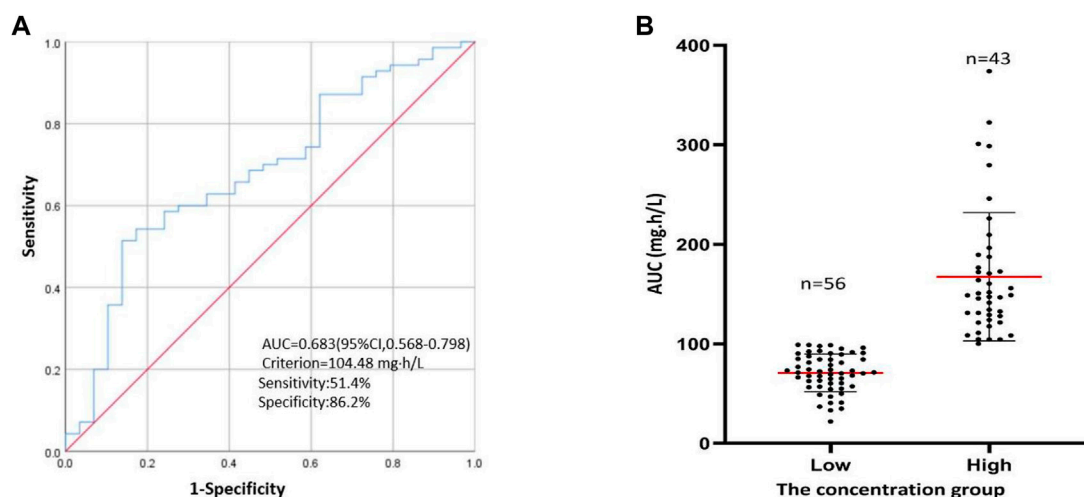 A
Sensitivity
1.0
0.8
0.6
0.4
0.2
0.0
AUC=0.683(95%CI,0.568-0.798)
Criterion=104.48 mg·h/L
Sensitivity:51.4%
Specificity:86.2%
0.0 0.2 0.4 0.6 0.8 1.0
1-Specificity
B
AUC (mg.h/L)
400
300
200
100
0
n=43
n=56
Low High
The concentration group